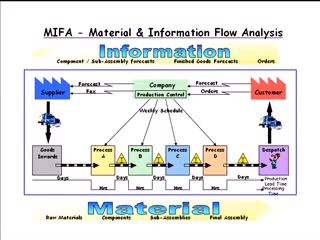 MIFA - Material & Information Flow Analysis
Information
Component / Sub-Assembly Forecasts Finished Goods Forecasts Orders
Supplier
Forecast
Fax
Company
Production Control
Forecast
Orders
Customer
Weekly Schedule
Goods
Inwards
Process
A
Process
B
Process
C
Process
D
Despatch
Days Days Days Days Days
Hrs Hrs Hrs Hrs
Production
Lead Time
Processing
Time
Material
Raw Materials Components Sub-Assemblies Final Assembly